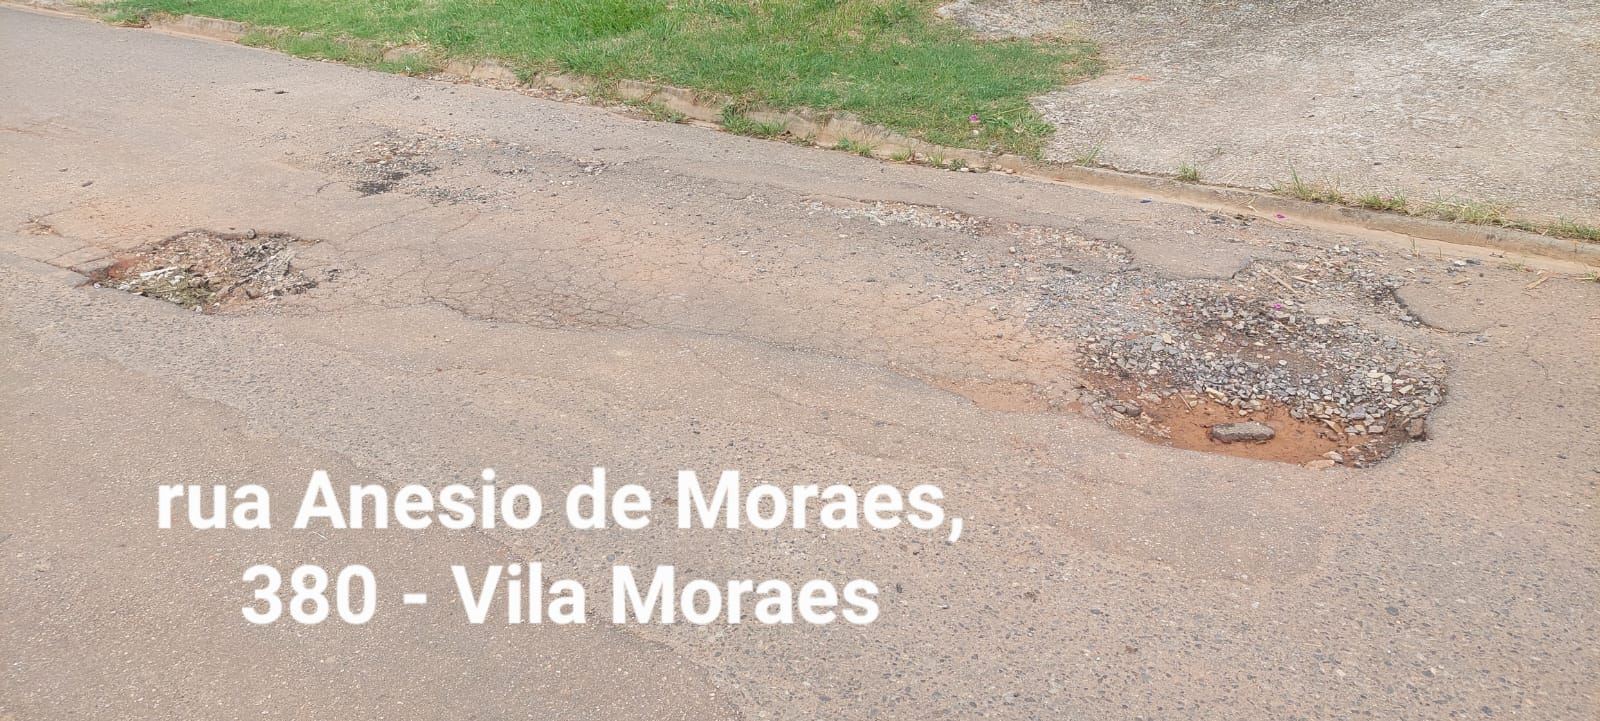 rua Anesio de Moraes,
380 - Vila Moraes